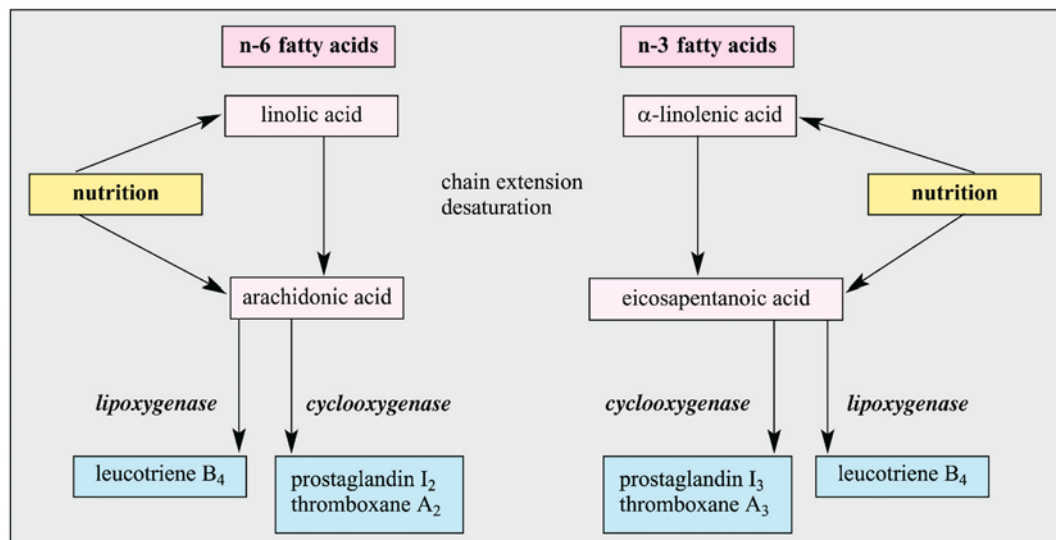 n-6 fatty acids
n-3 fatty acids
linolic acid
α-linolenic acid
nutrition
chain extension
desaturation
nutrition
arachidonic acid
eicosapentanoic acid
lipoxygenase
cyclooxygenase
cyclooxygenase
lipoxygenase
leucotriene B₄
prostaglandin I₂
thromboxane A₂
prostaglandin I₃
thromboxane A₃
leucotriene B₄